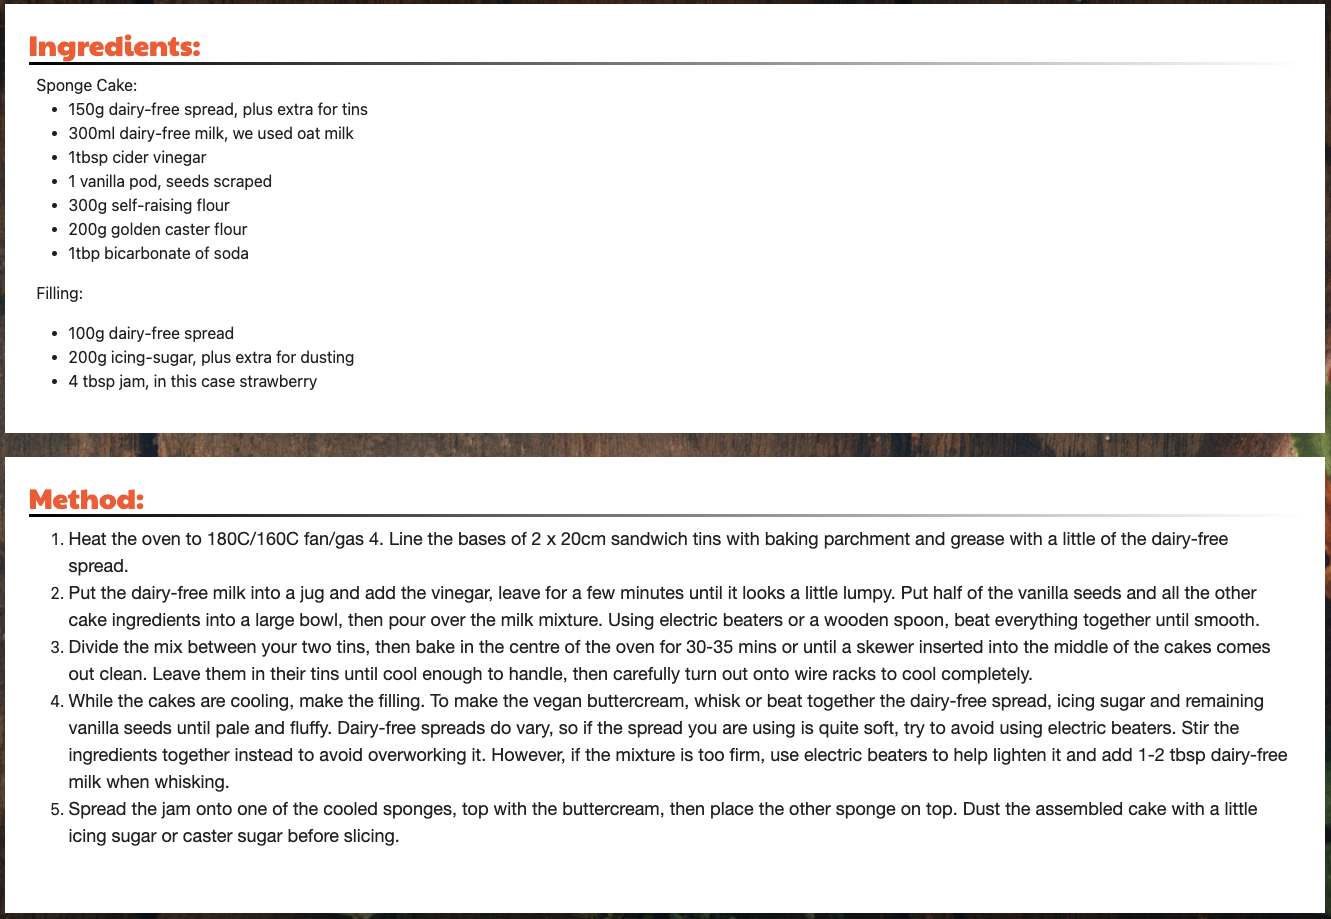 Ingredients:
Sponge Cake:
• 150g dairy-free spread, plus extra for tins
• 300ml dairy-free milk, we used oat milk
• 1tbsp cider vinegar
• 1 vanilla pod, seeds scraped
• 300g self-raising flour
• 200g golden caster flour
• 1tbp bicarbonate of soda
Filling:
• 100g dairy-free spread
• 200g icing-sugar, plus extra for dusting
• 4 tbsp jam, in this case strawberry
Method:
1. Heat the oven to 180C/160C fan/gas 4. Line the bases of 2 x 20cm sandwich tins with baking parchment and grease with a little of the dairy-free
spread.
2. Put the dairy-free milk into a jug and add the vinegar, leave for a few minutes until it looks a little lumpy. Put half of the vanilla seeds and all the other
cake ingredients into a large bowl, then pour over the milk mixture. Using electric beaters or a wooden spoon, beat everything together until smooth.
3. Divide the mix between your two tins, then bake in the centre of the oven for 30-35 mins or until a skewer inserted into the middle of the cakes comes
out clean. Leave them in their tins until cool enough to handle, then carefully turn out onto wire racks to cool completely.
4. While the cakes are cooling, make the filling. To make the vegan buttercream, whisk or beat together the dairy-free spread, icing sugar and remaining
vanilla seeds until pale and fluffy. Dairy-free spreads do vary, so if the spread you are using is quite soft, try to avoid using electric beaters. Stir the
ingredients together instead to avoid overworking it. However, if the mixture is too firm, use electric beaters to help lighten it and add 1-2 tbsp dairy-free
milk when whisking.
5. Spread the jam onto one of the cooled sponges, top with the buttercream, then place the other sponge on top. Dust the assembled cake with a little
icing sugar or caster sugar before slicing.